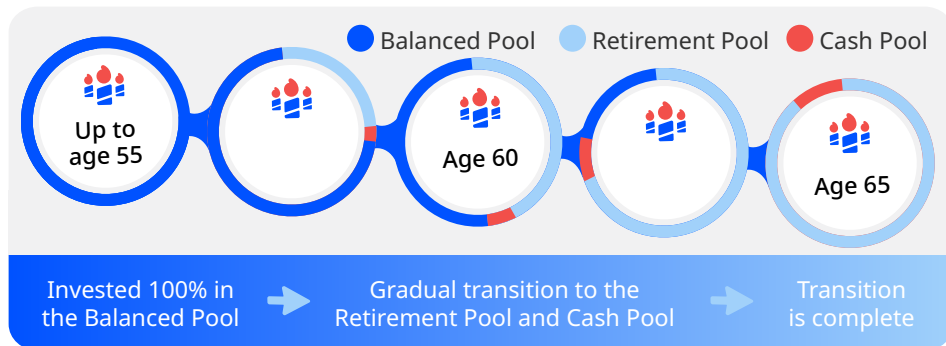 Balanced Pool
Retirement Pool
Cash Pool
Up to
age 55
Age 60
Age 65
Invested 100% in
the Balanced Pool
Gradual transition to the
Retirement Pool and Cash Pool
Transition
is complete